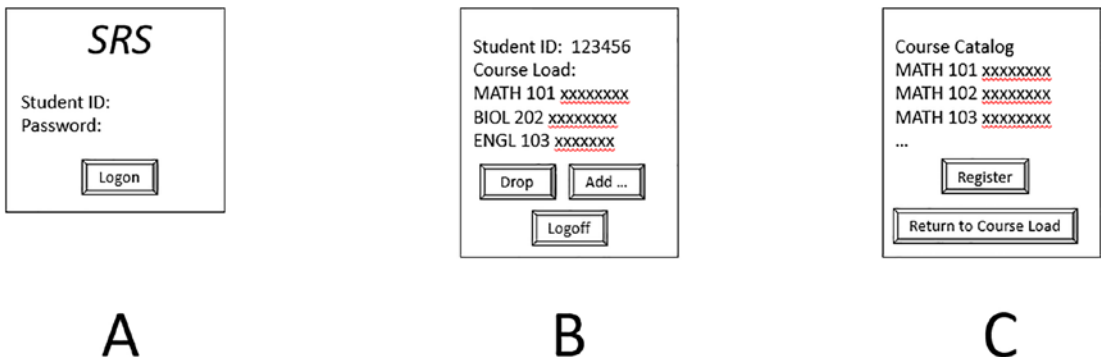 SRS
Student ID:
Password:
Logon
A
Student ID: 123456
Course Load:
MATH 101 xxxxxxxx
BIOL 202 xxxxxxxx
ENGL 103 xxxxxxx
Drop Add ...
Logoff
B
Course Catalog
MATH 101 xxxxxxxx
MATH 102 xxxxxxxx
MATH 103 xxxxxxxx
...
Register
Return to Course Load
C